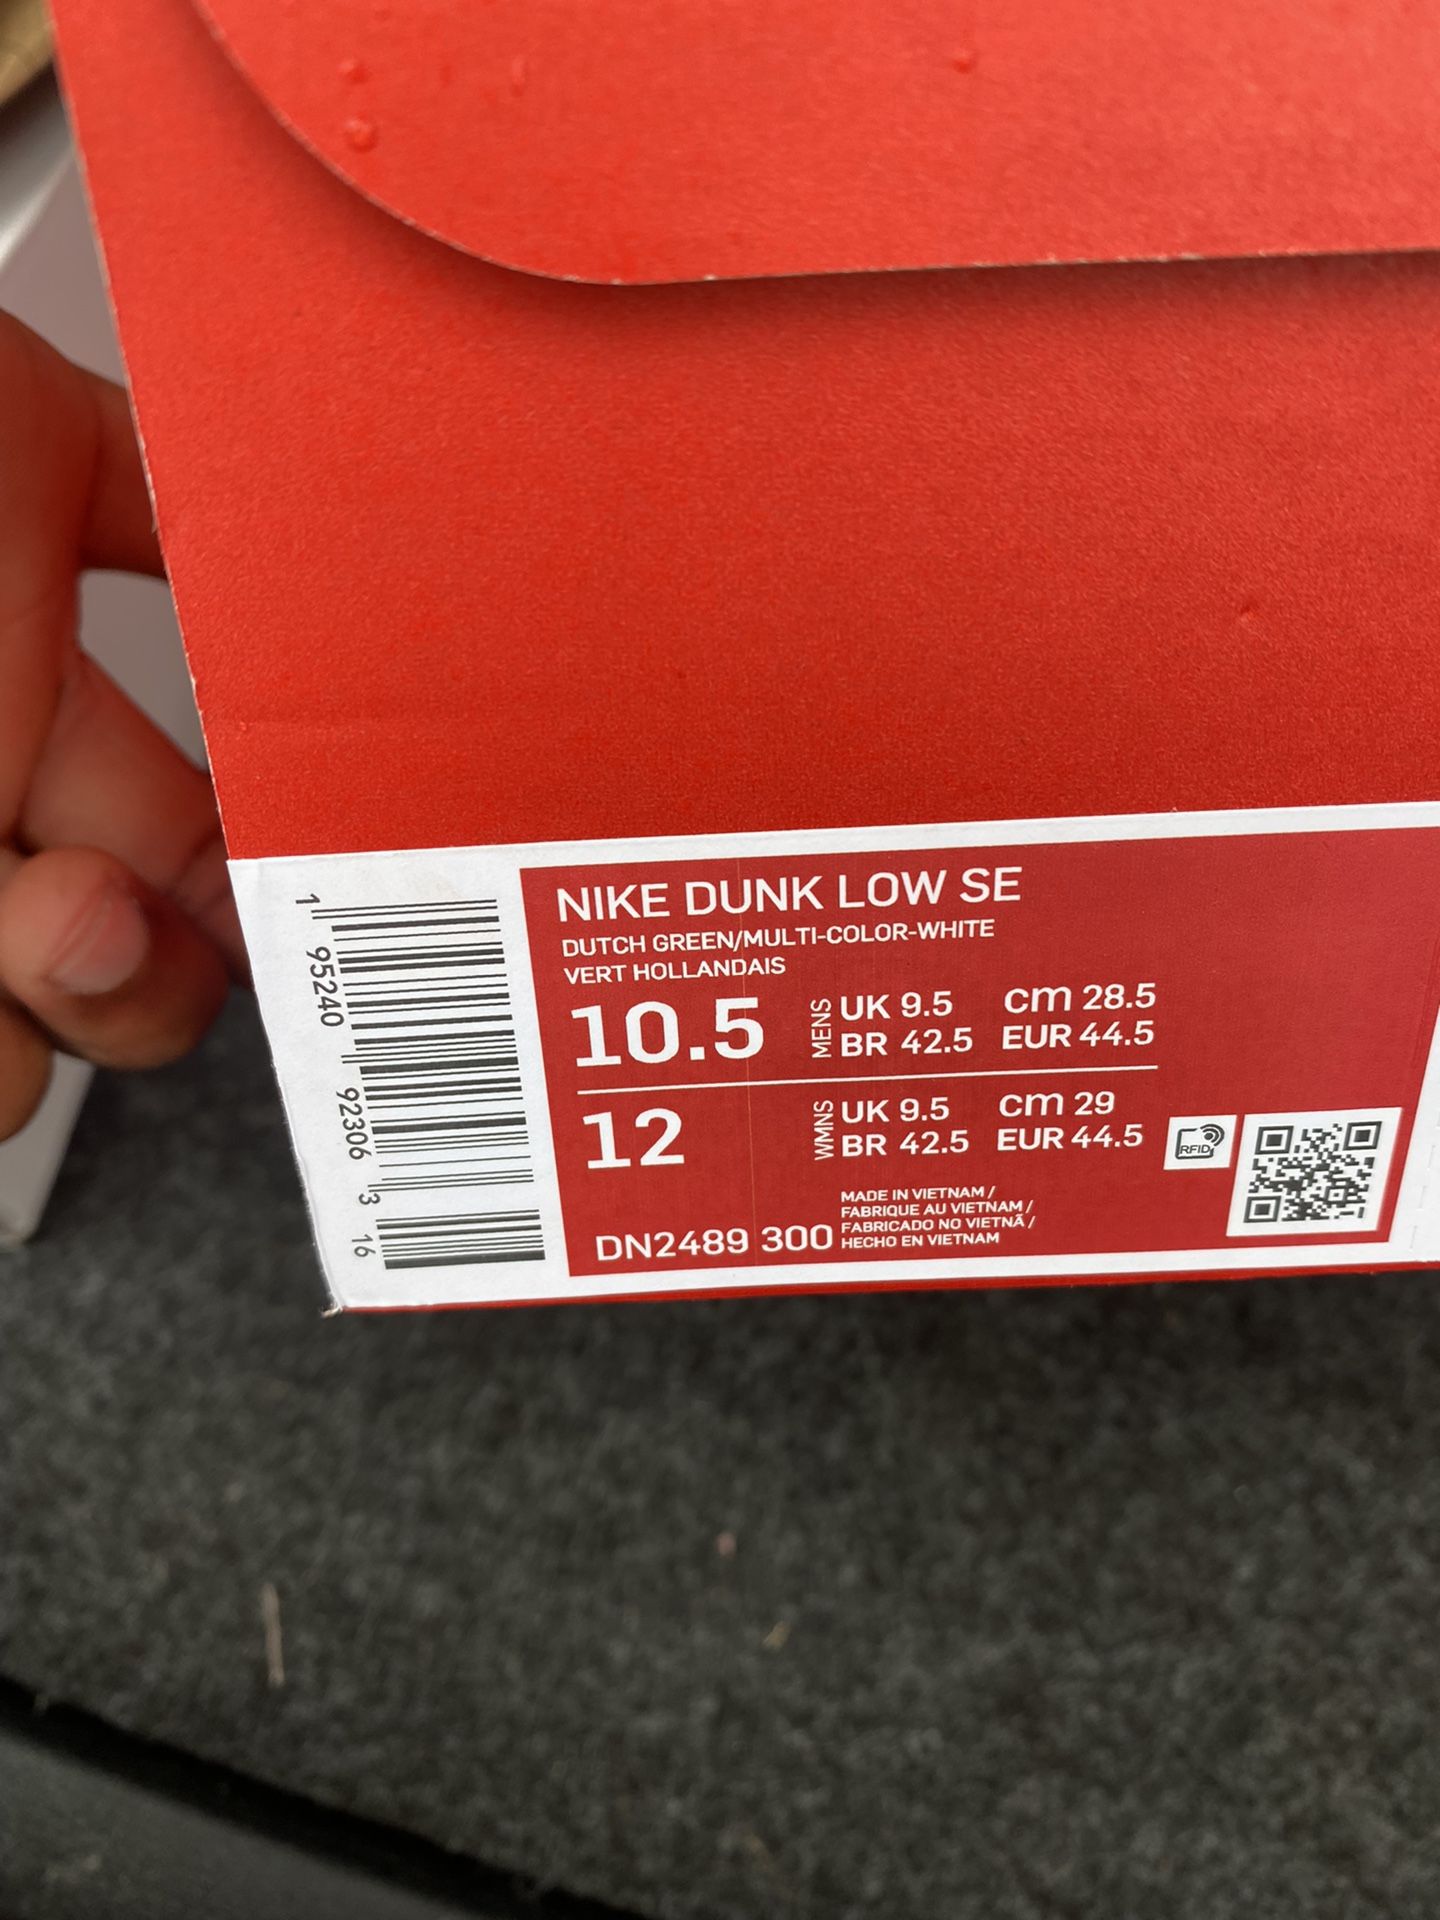 1 95240 92306 3 16
NIKE DUNK LOW SE
DUTCH GREEN/MULTI-COLOR-WHITE
VERT HOLLANDAIS
10.5 MENS UK 9.5 cm 28.5
BR 42.5 EUR 44.5
12 WMNS UK 9.5 cm 29
BR 42.5 EUR 44.5
RFID
MADE IN VIETNAM /
FABRIQUE AU VIETNAM /
FABRICADO NO VIETNÃ /
DN2489 300 HECHO EN VIETNAM